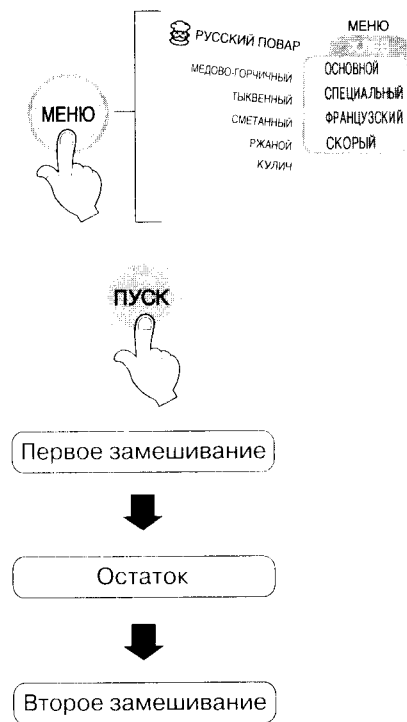 МЕНЮ
РУССКИЙ ПОВАР
МЕДОВО-ГОРЧИЧНЫЙ
ТЫКВЕННЫЙ
СМЕТАННЫЙ
РЖАНОЙ
КУЛИЧ
МЕНЮ
ОСНОВНОЙ
СПЕЦИАЛЬНЫЙ
ФРАНЦУЗСКИЙ
СКОРЫЙ
ПУСК
Первое замешивание
Остаток
Второе замешивание